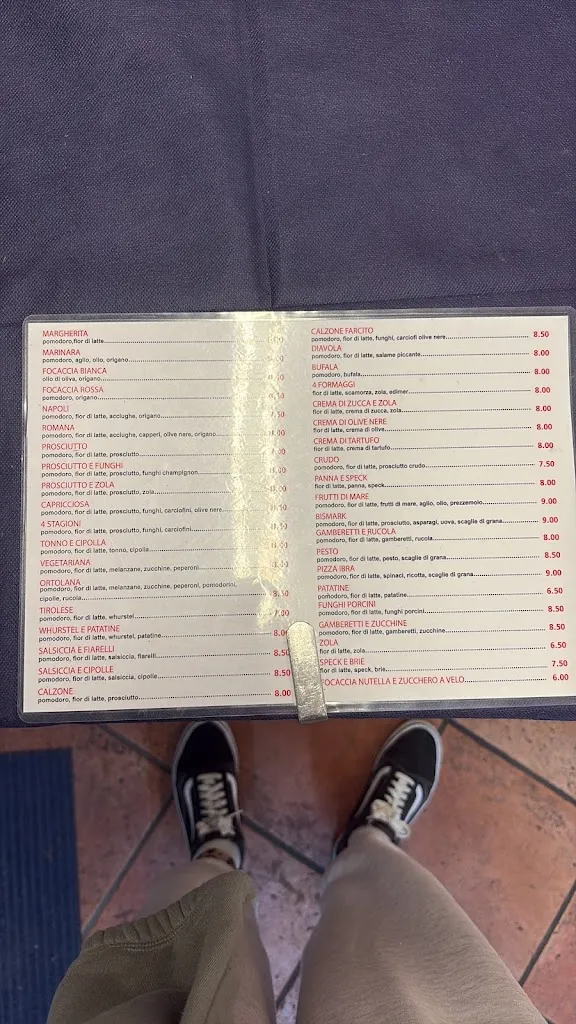 MARGHERITA
pomodoro,fior di latte
MARINARA
pomodoro, aglio, olio, origano
FOCACCIA BIANCA
olio di oliva, origano
FOCACCIA ROSSA
pomodoro, origano
NAPOLI
pomodoro, fior di latte, acciughe, origano
ROMANA
pomodoro, fior di latte, acciughe, capperi, olive nere, origano
PROSCIUTTO
pomodoro, fior di latte, prosciutto
PROSCIUTTO E FUNGHI
pomodoro, fior di latte, prosciutto, funghi champignon
PROSCIUTTO E ZOLA
pomodoro, fior di latte, prosciutto, zola
CAPRICCIOSA
pomodoro, fior di latte, prosciutto, funghi, carciofini, olive nere
4 STAGIONI
pomodoro, fior di latte, prosciutto, funghi, carciofini
TONNO E CIPOLLA
pomodoro, fior di latte, tonno, cipolla
VEGETARIANA
pomodoro, fior di latte, melanzane, zucchine, peperoni
ORTOLANA
pomodoro, fior di latte, melanzane, zucchine, peperoni, pomodorini,
cipolle, rucola 8.50
TIROLESE
pomodoro, fior di latte, whurstel 7.00
WHURSTEL E PATATINE
pomodoro, fior di latte, whurstel, patatine 8.00
SALSICCIA E FIARELLI
pomodoro, fior di latte, salsiccia, fiarelli 8.50
SALSICCIA E CIPOLLE
pomodoro, fior di latte, salsiccia, cipolle 8.50
CALZONE
pomodoro, fior di latte, prosciutto 8.00
CALZONE FARCITO
pomodoro, fior di latte, funghi, carciofi olive nere 8.50
DIAVOLA
pomodoro, fior di latte, salame piccante 8.00
BUFALA
pomodoro, bufala 8.00
4 FORMAGGI
fior di latte, scamorza, zola, edimer 8.00
CREMA DI ZUCCA E ZOLA
fior di latte, crema di zucca, zola 8.00
CREMA DI OLIVE NERE
fior di latte, crema di olive 8.00
CREMA DI TARTUFO
fior di latte, crema di tartufo 8.00
CRUDO
pomodoro, fior di latte, prosciutto crudo 7.50
PANNA E SPECK
fior di latte, panna, speck 8.00
FRUTTI DI MARE
pomodoro, fior di latte, frutti di mare, aglio, olio, prezzemolo 9.00
BISMARK
pomodoro, fior di latte, prosciutto, asparagi, uova, scaglie di grana 9.00
GAMBERETTI E RUCOLA
pomodoro, fior di latte, gamberetti, rucola 8.00
PESTO
pomodoro, fior di latte, pesto, scaglie di grana 8.50
PIZZA IBRA
pomodoro, fior di latte, spinaci, ricotta, scaglie di grana 9.00
PATATINE
pomodoro, fior di latte, patatine 6.50
FUNGHI PORCINI
pomodoro, fior di latte, funghi porcini 8.50
GAMBERETTI E ZUCCHINE
pomodoro, fior di latte, gamberetti, zucchine 8.50
ZOLA
fior di latte, zola 6.50
SPECK E BRIE
fior di latte, speck, brie 7.50
FOCACCIA NUTELLA E ZUCCHERO A VELO 6.00